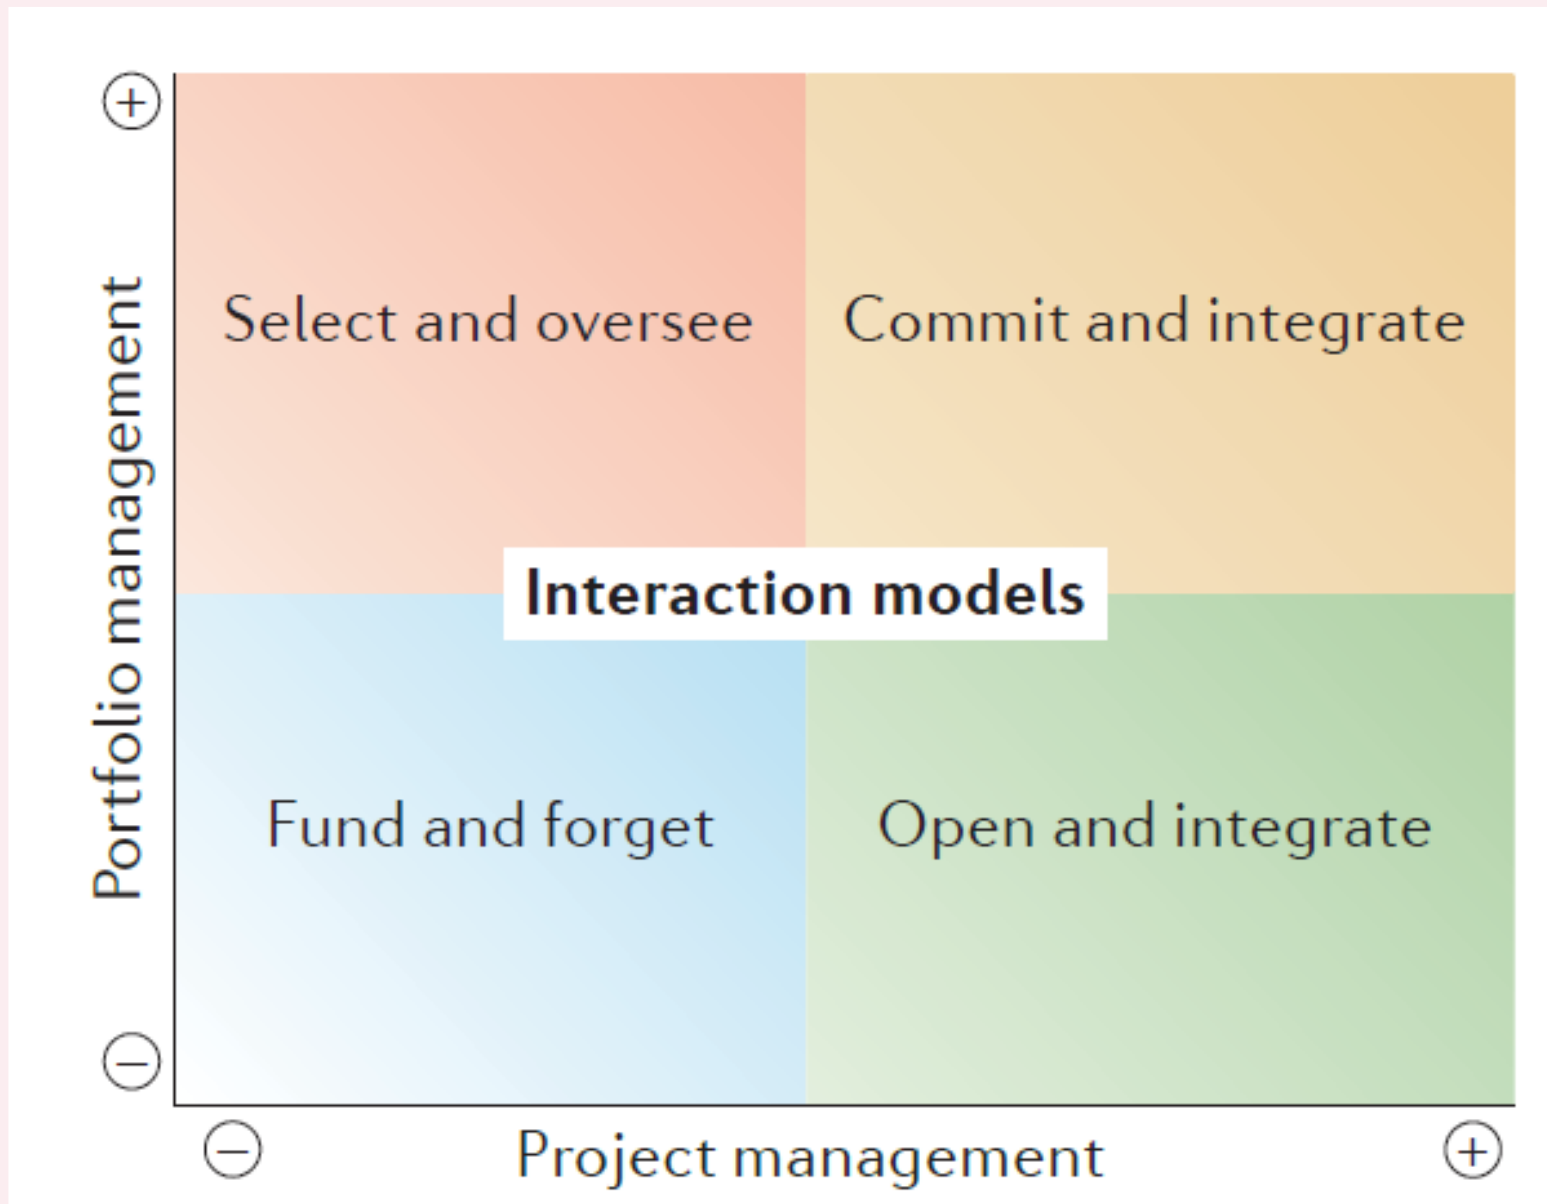 +
Portfolio management
Select and oversee
Commit and integrate
Interaction models
Fund and forget
Open and integrate
−
−
Project management
+